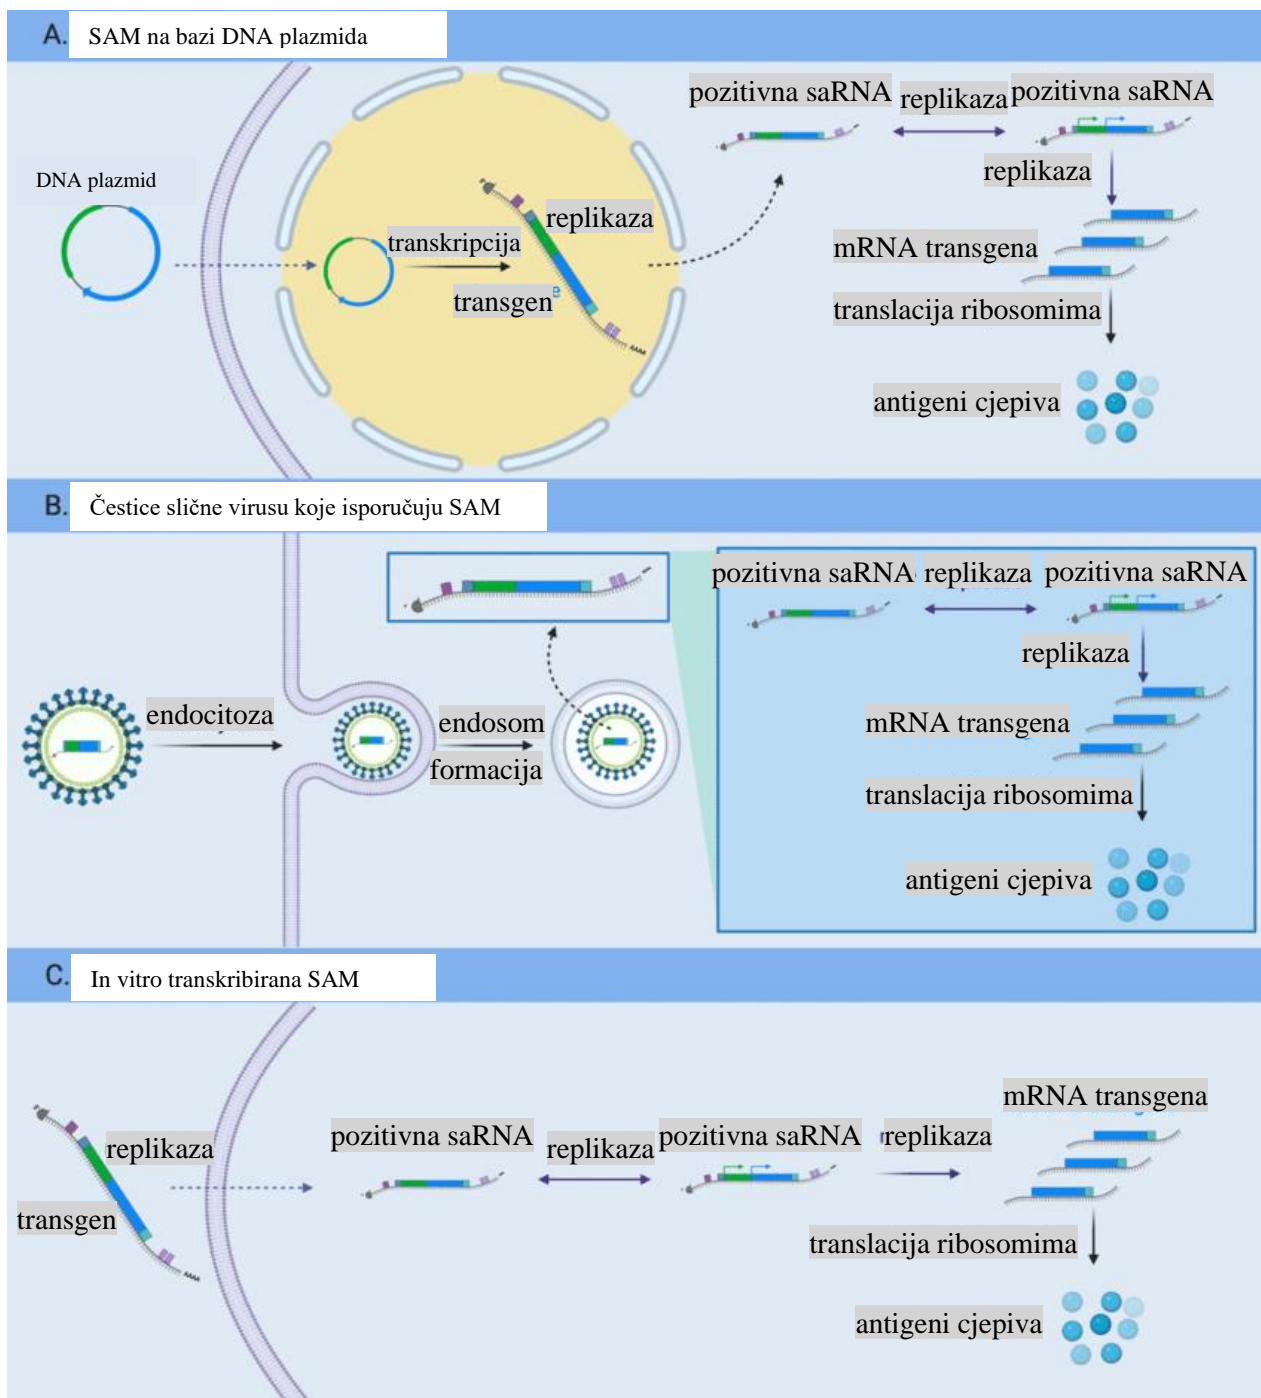 A. SAM na bazi DNA plazmida
pozitivna saRNA
replikaza
pozitivna saRNA
DNA plazmid
replikaza
replikaza
transkripcija
transgen
mRNA transgena
translacija ribosomima
AAAA
antigeni cjepiva
B. Čestice slične virusu koje isporučuju SAM
pozitivna saRNA
replikaza
pozitivna saRNA
replikaza
endocitoza
endosom
formacija
mRNA transgena
translacija ribosomima
antigeni cjepiva
C. In vitro transkribirana SAM
mRNA transgena
replikaza
pozitivna saRNA
replikaza
pozitivna saRNA
replikaza
transgen
translacija ribosomima
AAAA
antigeni cjepiva